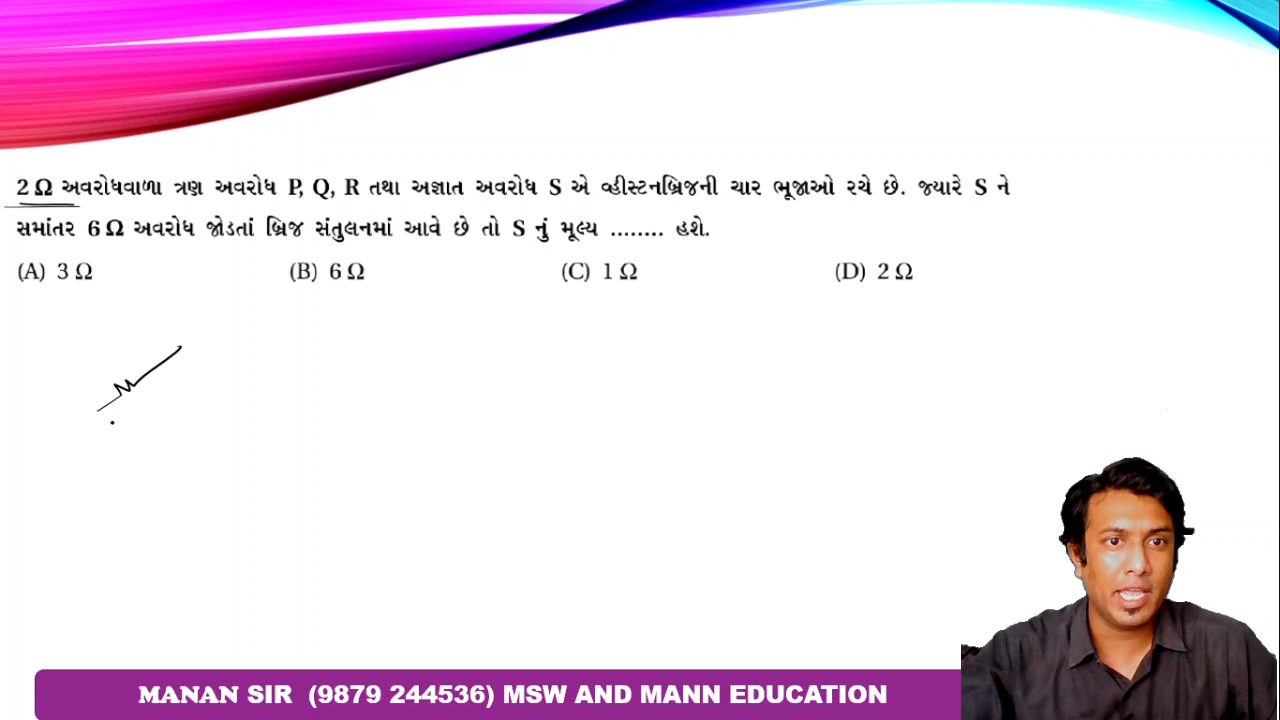 2 Ω અવરોધવાળા ત્રણ અવરોધ P, Q, R તથા અજ્ઞાત અવરોધ S એ વ્હીસ્ટનબ્રિજની ચાર ભૂજાઓ રચે છે. જ્યારે S ને
સમાંતર 6 Ω અવરોધ જોડતાં બ્રિજ સંતુલનમાં આવે છે તો S નું મૂલ્ય ........ હશે.
(A) 3 Ω (B) 6 Ω (C) 1 Ω (D) 2 Ω
MANAN SIR (9879 244536) MSW AND MANN EDUCATION